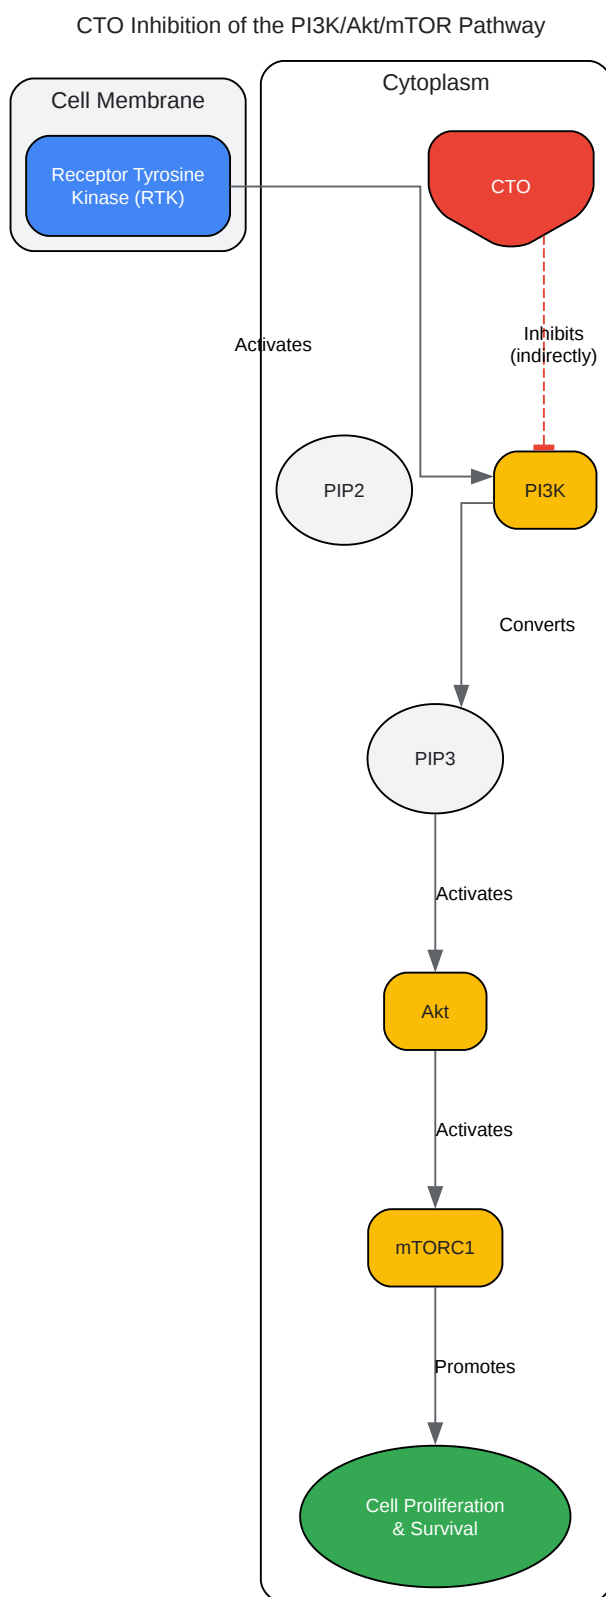 CTO Inhibition of the PI3K/Akt/mTOR Pathway
Cytoplasm
Cell Membrane
Receptor Tyrosine
Kinase (RTK)
CTO
Activates
Inhibits
(indirectly)
PIP2
PI3K
Converts
PIP3
Activates
Akt
Activates
mTORC1
Promotes
Cell Proliferation
& Survival